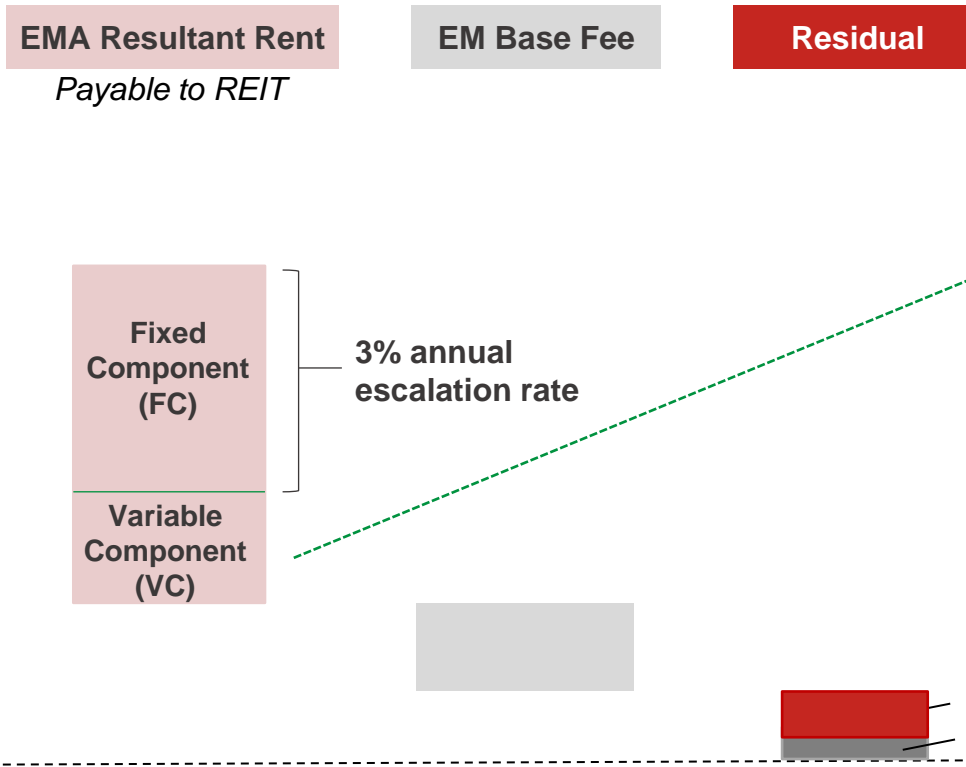 EMA Resultant Rent
EM Base Fee
Residual
Payable to REIT
Fixed
Component
(FC)
3% annual
escalation rate
Variable
Component
(VC)